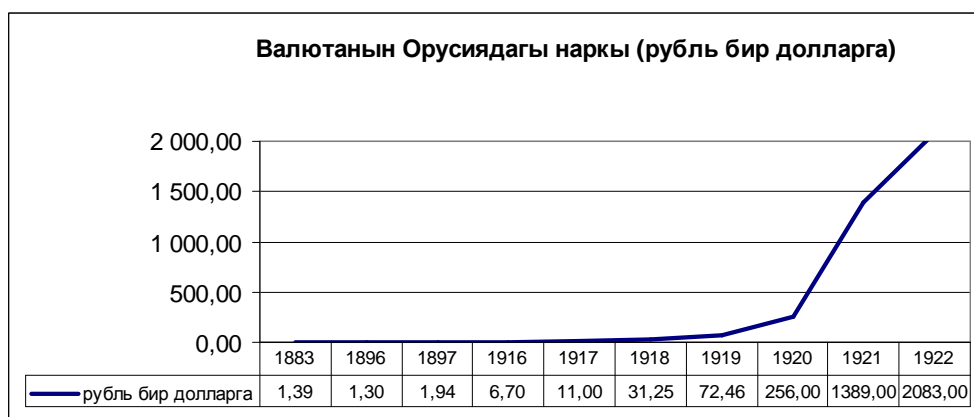 Валютанын Орусиядагы наркы (рубль бир долларга)
2 000,00
1 500,00
1 000,00
500,00
0,00
1883 1896 1897 1916 1917 1918 1919 1920 1921 1922
рубль бир долларга 1,39 1,30 1,94 6,70 11,00 31,25 72,46 256,00 1389,00 2083,00